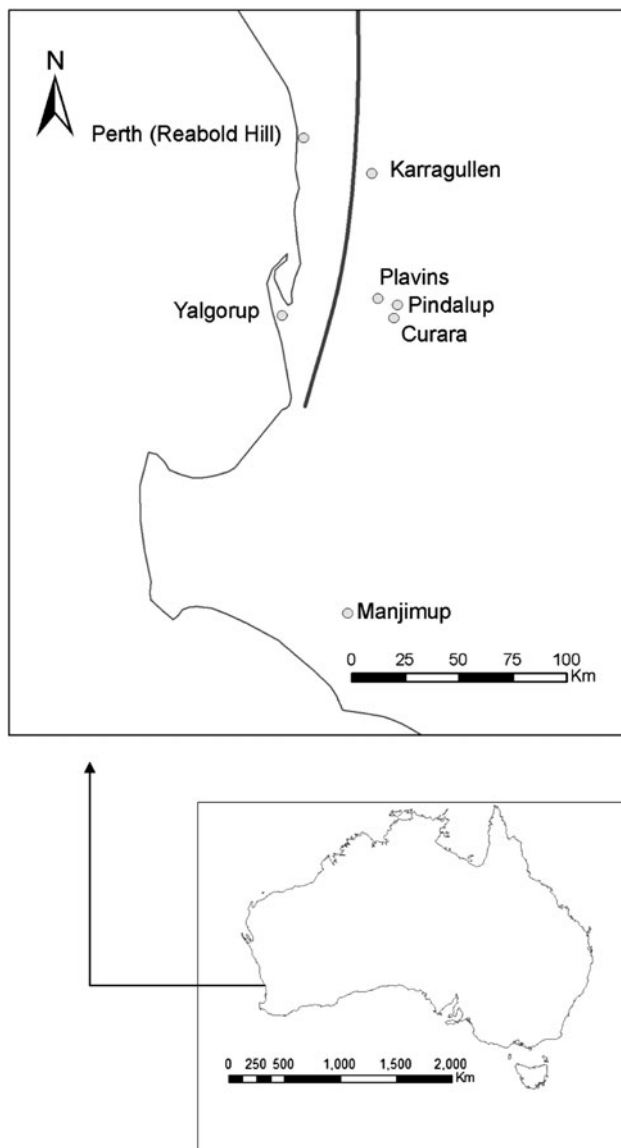 N
Perth (Reabold Hill)
Karragullen
Plavins
Pindalup
Yalgorup
Curara
Manjimup
0 25 50 75 100
Km
0 250 500 1,000 1,500 2,000
Km